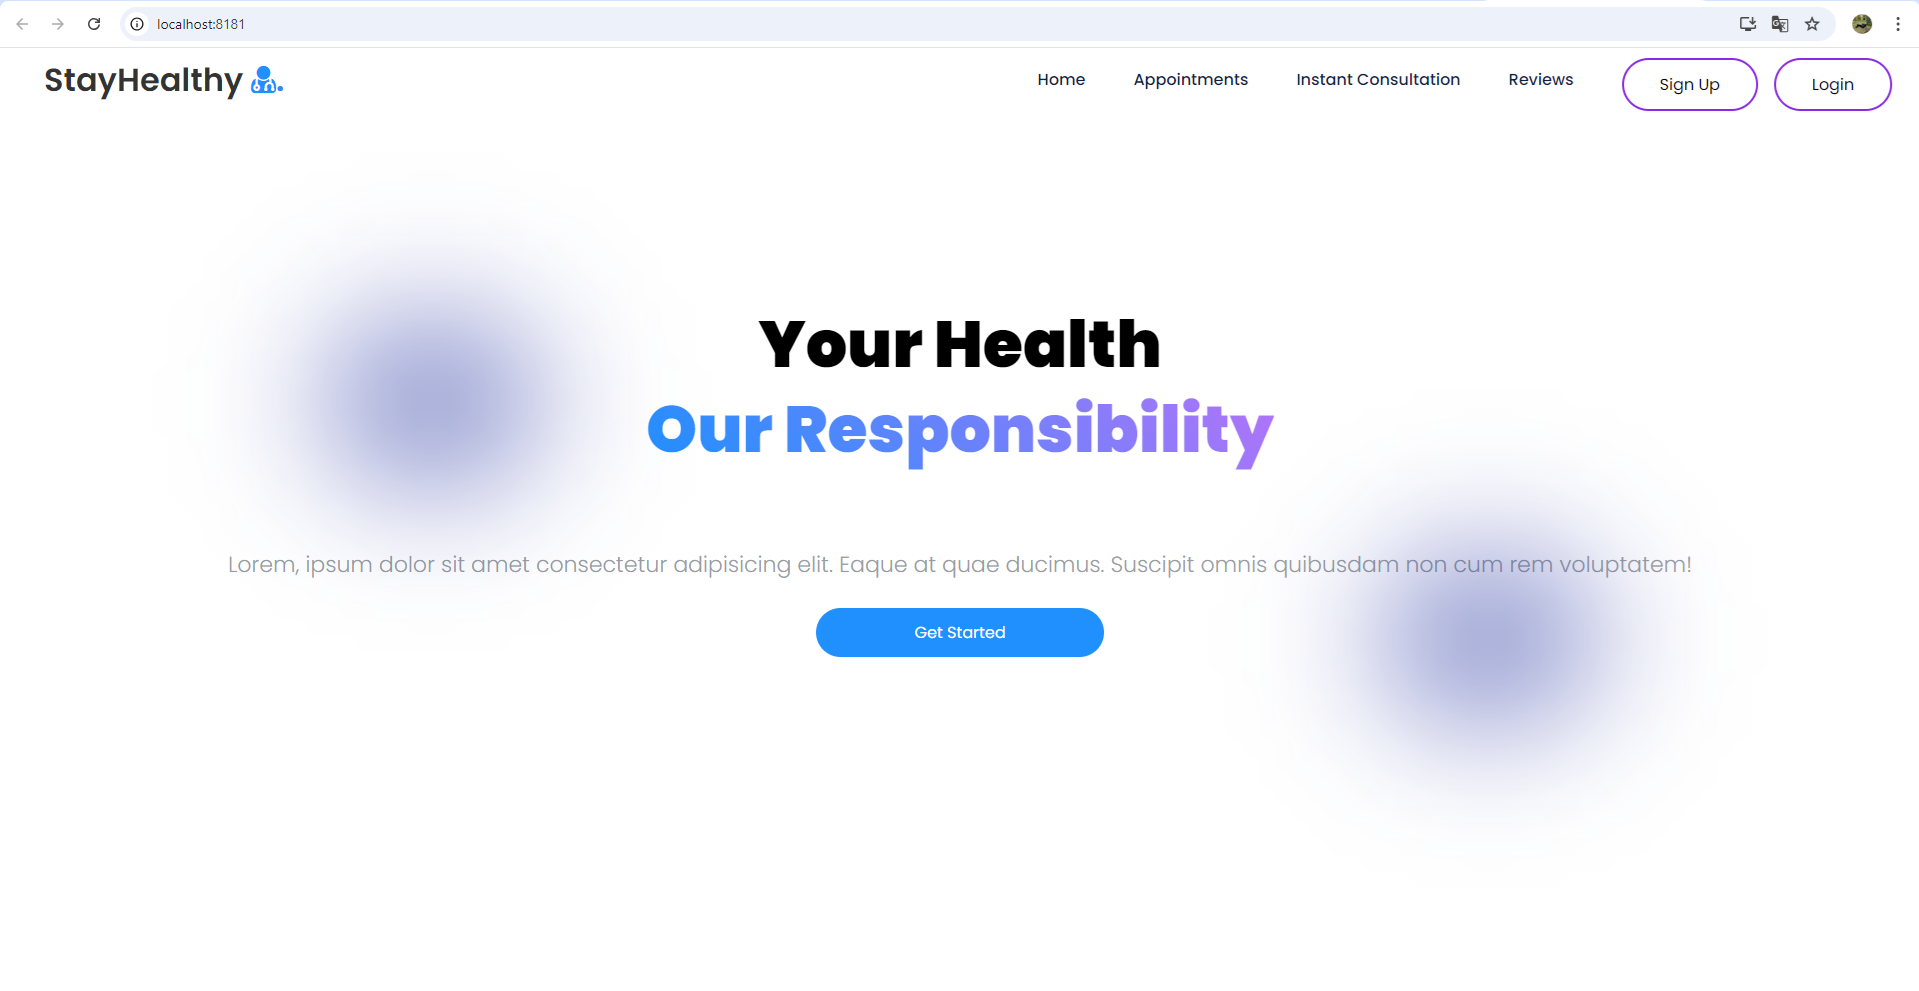 localhost:8181
StayHealthy
Home Appointments Instant Consultation Reviews Sign Up Login
Your Health
Our Responsibility
Lorem, ipsum dolor sit amet consectetur adipisicing elit. Eaque at quae ducimus. Suscipit omnis quibusdam non cum rem voluptatem!
Get Started